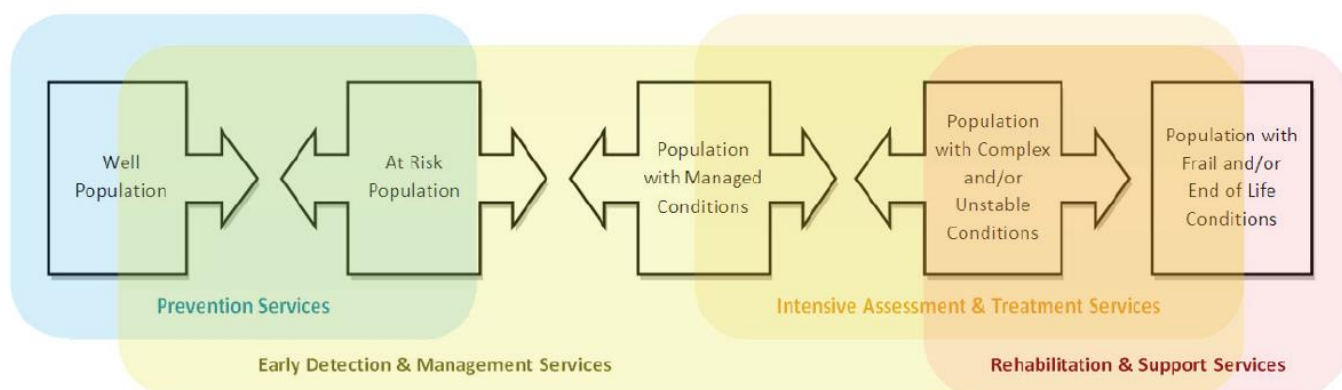 Well
Population
At Risk
Population
Population
with Managed
Conditions
Population
with Complex
and/or
Unstable
Conditions
Population with
Frail and/or
End of Life
Conditions
Prevention Services
Intensive Assessment & Treatment Services
Early Detection & Management Services
Rehabilitation & Support Services